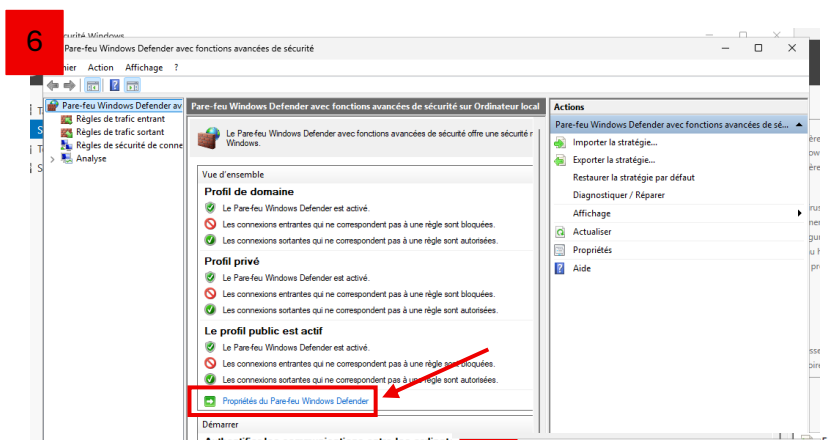 6
curité Windows
Pare-feu Windows Defender avec fonctions avancées de sécurité
hier Action Affichage ?
Pare-feu Windows Defender av
Règles de trafic entrant
Règles de trafic sortant
Règles de sécurité de conne
Analyse
Pare-feu Windows Defender avec fonctions avancées de sécurité sur Ordinateur local
Le Pare-feu Windows Defender avec fonctions avancées de sécurité offre une sécurité r
Windows.
Vue d'ensemble
Profil de domaine
Le Pare-feu Windows Defender est activé.
Les connexions entrantes qui ne correspondent pas à une règle sont bloquées.
Les connexions sortantes qui ne correspondent pas à une règle sont autorisées.
Profil privé
Le Pare-feu Windows Defender est activé.
Les connexions entrantes qui ne correspondent pas à une règle sont bloquées.
Les connexions sortantes qui ne correspondent pas à une règle sont autorisées.
Le profil public est actif
Le Pare-feu Windows Defender est activé.
Les connexions entrantes qui ne correspondent pas à une règle sont bloquées.
Les connexions sortantes qui ne correspondent pas à une règle sont autorisées.
Propriétés du Pare-feu Windows Defender
Démarrer
Actions
Pare-feu Windows Defender avec fonctions avancées de sé...
Importer la stratégie...
Exporter la stratégie...
Restaurer la stratégie par défaut
Diagnostiquer / Réparer
Affichage
Actualiser
Propriétés
Aide